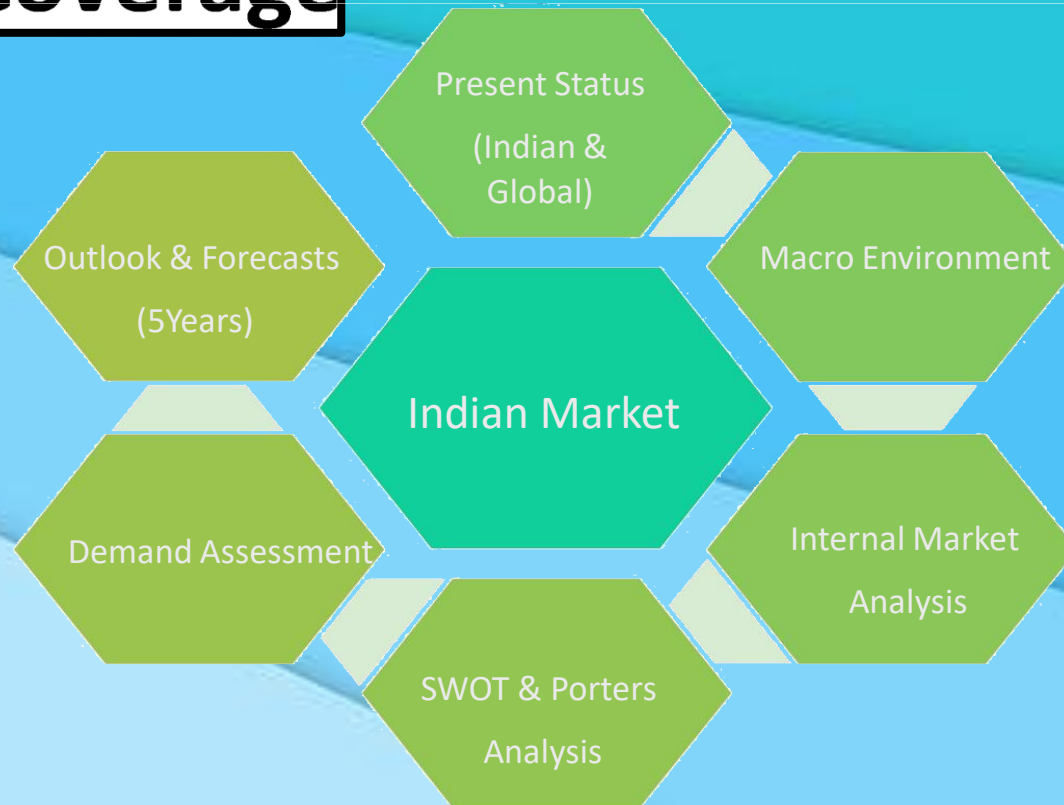 Coverage
Present Status
(Indian &
Global)
Outlook & Forecasts
(5Years)
Macro Environment
Indian Market
Demand Assessment
Internal Market
Analysis
SWOT & Porters
Analysis